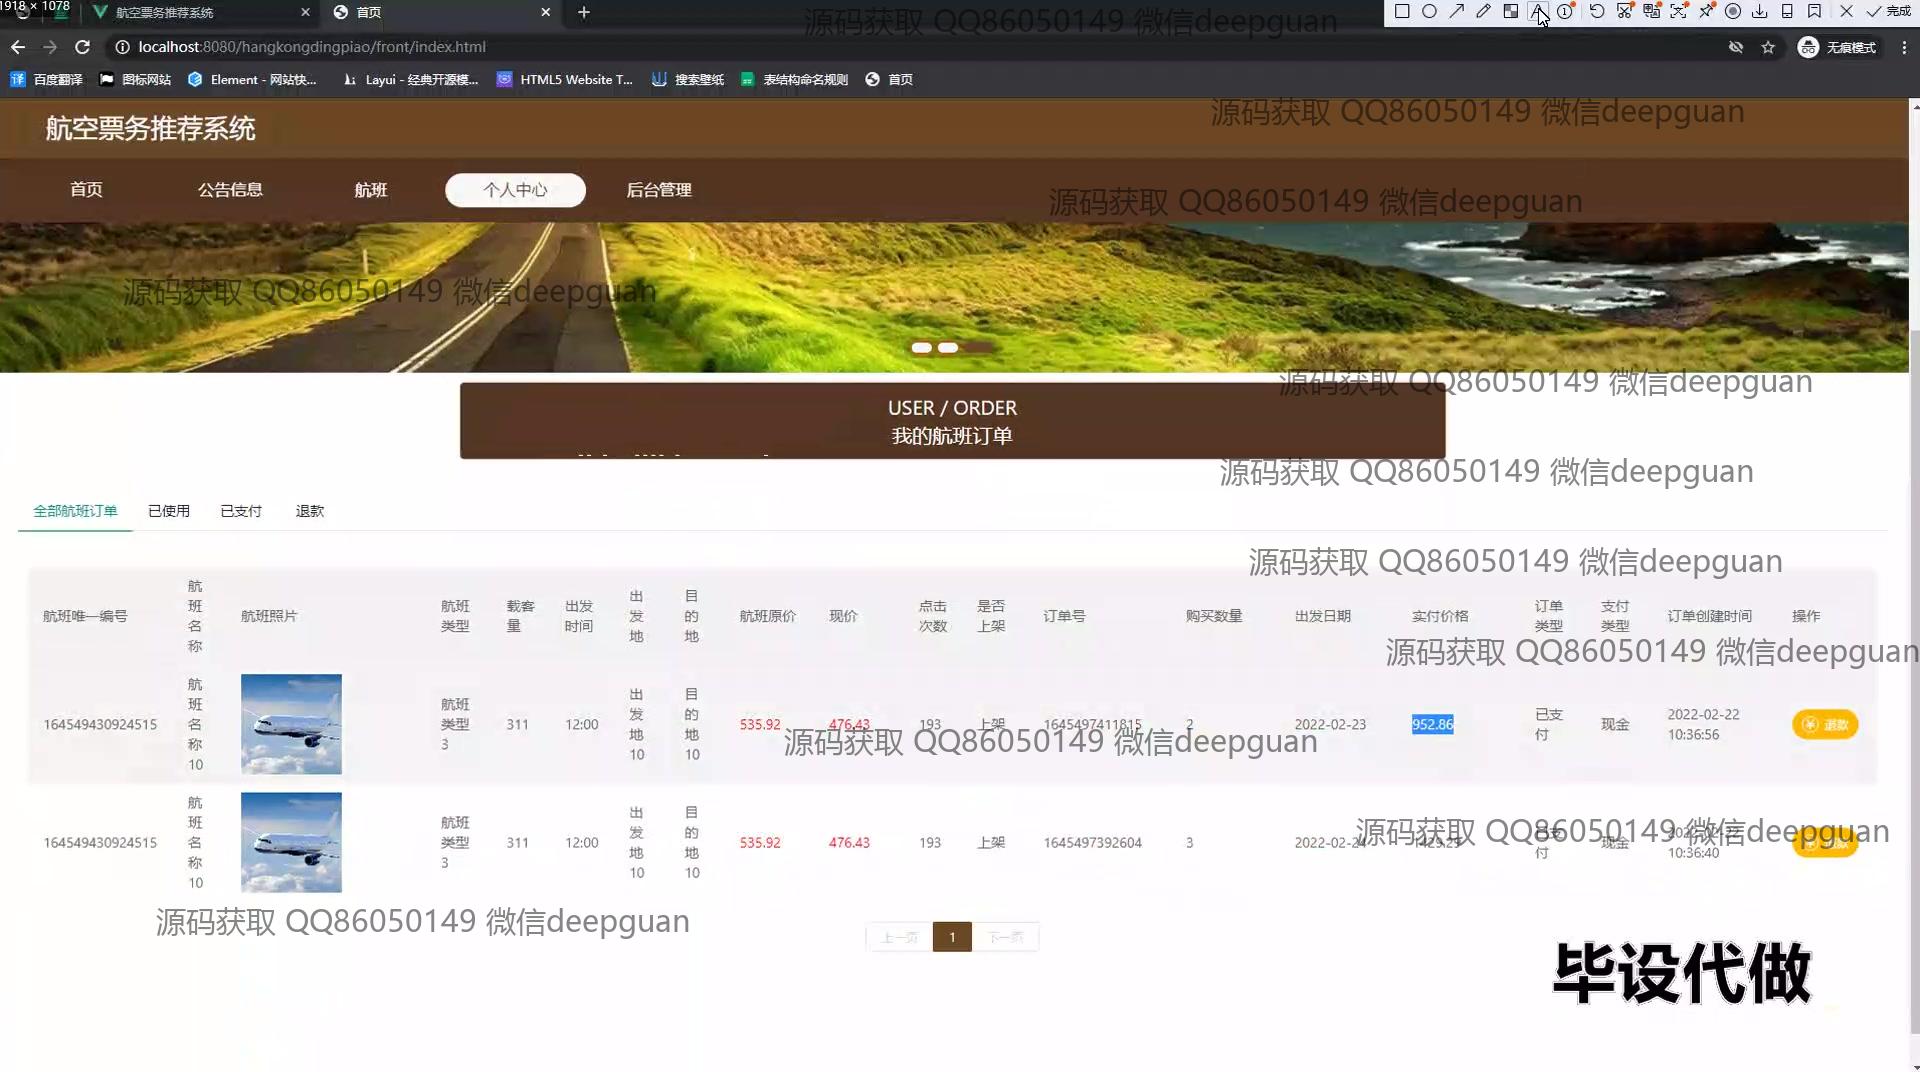 1918 × 1078
航空票务推荐系统
首页
完成
源码获取 QQ86050149 微信deepguan
localhost:8080/hangkongdingpiao/front/index.html
无痕模式
百度翻译
图标网站
Element - 网站快...
Layui - 经典开源模...
HTML5 Website T...
搜索壁纸
表结构命名规则
首页
航空票务推荐系统
源码获取 QQ86050149 微信deepguan
首页
公告信息
航班
个人中心
后台管理
源码获取 QQ86050149 微信deepguan
源码获取 QQ86050149 微信deepguan
源码获取 QQ86050149 微信deepguan
USER / ORDER
我的航班订单
源码获取 QQ86050149 微信deepguan
全部航班订单
已使用
已支付
退款
源码获取 QQ86050149 微信deepguan
航班唯一编号
航班名称
航班照片
航班类型
载客量
出发时间
出发地
目的地
航班原价
现价
点击次数
是否上架
订单号
购买数量
出发日期
实付价格
订单类型
支付类型
订单创建时间
操作
源码获取 QQ86050149 微信deepguan
164549430924515
航班名称10
航班类型3
311
12:00
出发地10
目的地10
535.92
476.43
193
上架
1645497411815
2
2022-02-23
952.86
已支付
现金
2022-02-22
10:36:56
退款
源码获取 QQ86050149 微信deepguan
164549430924515
航班名称10
航班类型3
311
12:00
出发地10
目的地10
535.92
476.43
193
上架
1645497392604
3
2022-02-24
1429.29
已支付
现金
2022-02-22
10:36:40
退款
源码获取 QQ86050149 微信deepguan
源码获取 QQ86050149 微信deepguan
上一页
1
下一页
毕设代做